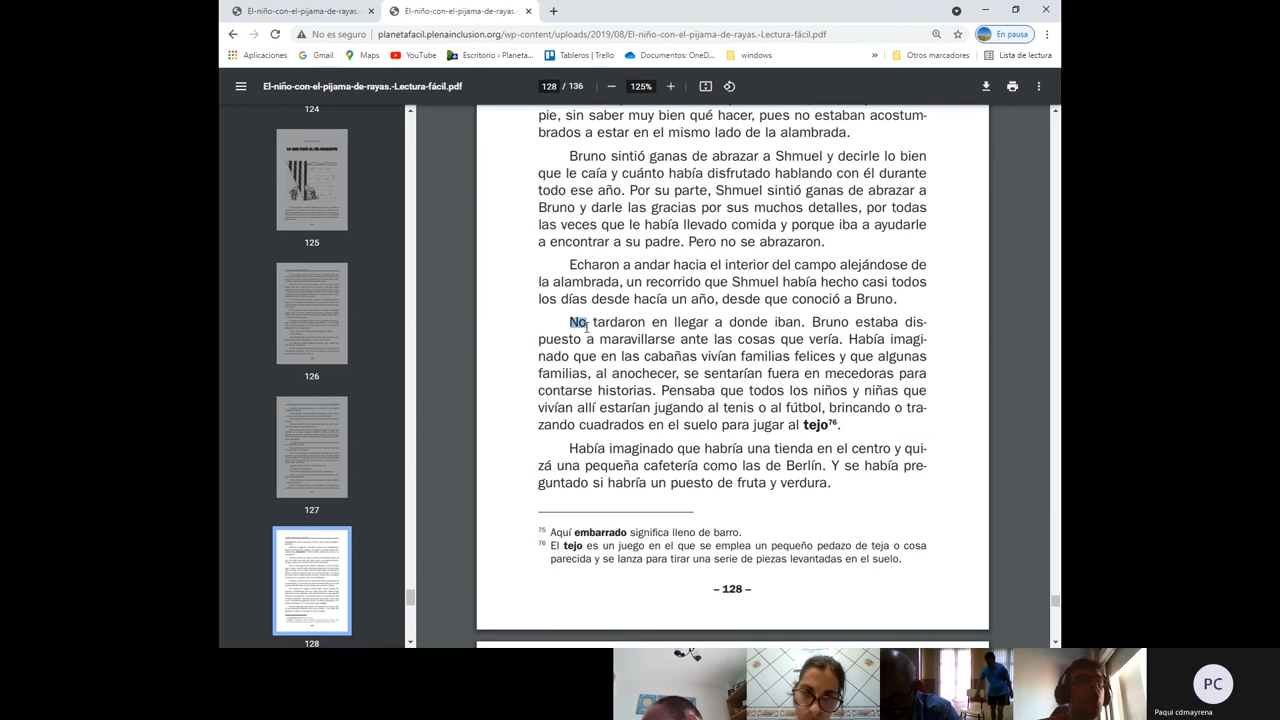 El-niño-con-el-pijama-de-rayas.-
El-niño-con-el-pijama-de-rayas.-
No es seguro
planetafacil.plenainclusion.org/wp-content/uploads/2019/08/El-niño-con-el-pijama-de-rayas.-Lectura-fácil.pdf
En pausa
Aplicaciones
Gmail
Maps
YouTube
Escritorio ‹ Planeta...
Tableros | Trello
Documentos: OneD...
windows
»
Otros marcadores
Lista de lectura
El-niño-con-el-pijama-de-rayas.-Lectura-fácil.pdf
128 / 136
125%
124
125
126
127
128
pie, sin saber muy bien qué hacer, pues no estaban acostum-
brados a estar en el mismo lado de la alambrada.
Bruno sintió ganas de abrazar a Shmuel y decirle lo bien
que le caía y cuánto había disfrutado hablando con él durante
todo ese año. Por su parte, Shmuel sintió ganas de abrazar a
Bruno y darle las gracias por sus muchos detalles, por todas
las veces que le había llevado comida y porque iba a ayudarle
a encontrar a su padre. Pero no se abrazaron.
Echaron a andar hacia el interior del campo alejándose de
la alambrada, un recorrido que Shmuel había hecho casi todos
los días desde hacía un año, desde que conoció a Bruno.
No tardaron en llegar a donde iban. Bruno estaba dis-
puesto a maravillarse ante las cosas que vería. Había imagi-
nado que en las cabañas vivían familias felices y que algunas
familias, al anochecer, se sentarían fuera en mecedoras para
contarse historias. Pensaba que todos los niños y niñas que
vivían allí estarían jugando al tenis o al fútbol, brincando o tra-
zando cuadrados en el suelo para jugar al tejo76.
Había imaginado que habría una tienda en el centro y qui-
zás una pequeña cafetería como las de Berlín. Y se había pre-
guntado si habría un puesto de fruta y verdura.
75 Aquí embarrado significa lleno de barro.
76 El tejo es un juego en el que se emplea un pequeño pedazo de teja o cosa
parecida y se lanza para tirar una serie de piezas levantadas en el suelo.
– 128 –
PC
Paqui cdmayrena